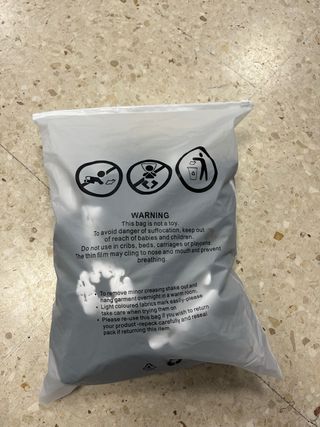 WARNING
This bag is not a toy.
To avoid danger of suffocation, keep out
of reach of babies and children.
Do not use in cribs, beds, carriages or playpens.
The thin film may cling to nose and mouth and prevent
breathing.
• To remove minor creasing shake out and
hang garment overnight in a warm room.
• Light coloured fabrics mark easily-please
take care when trying them on.
• Please re-use this bag if you wish to return
your product -repack carefully and reseal
pack if returning this item.